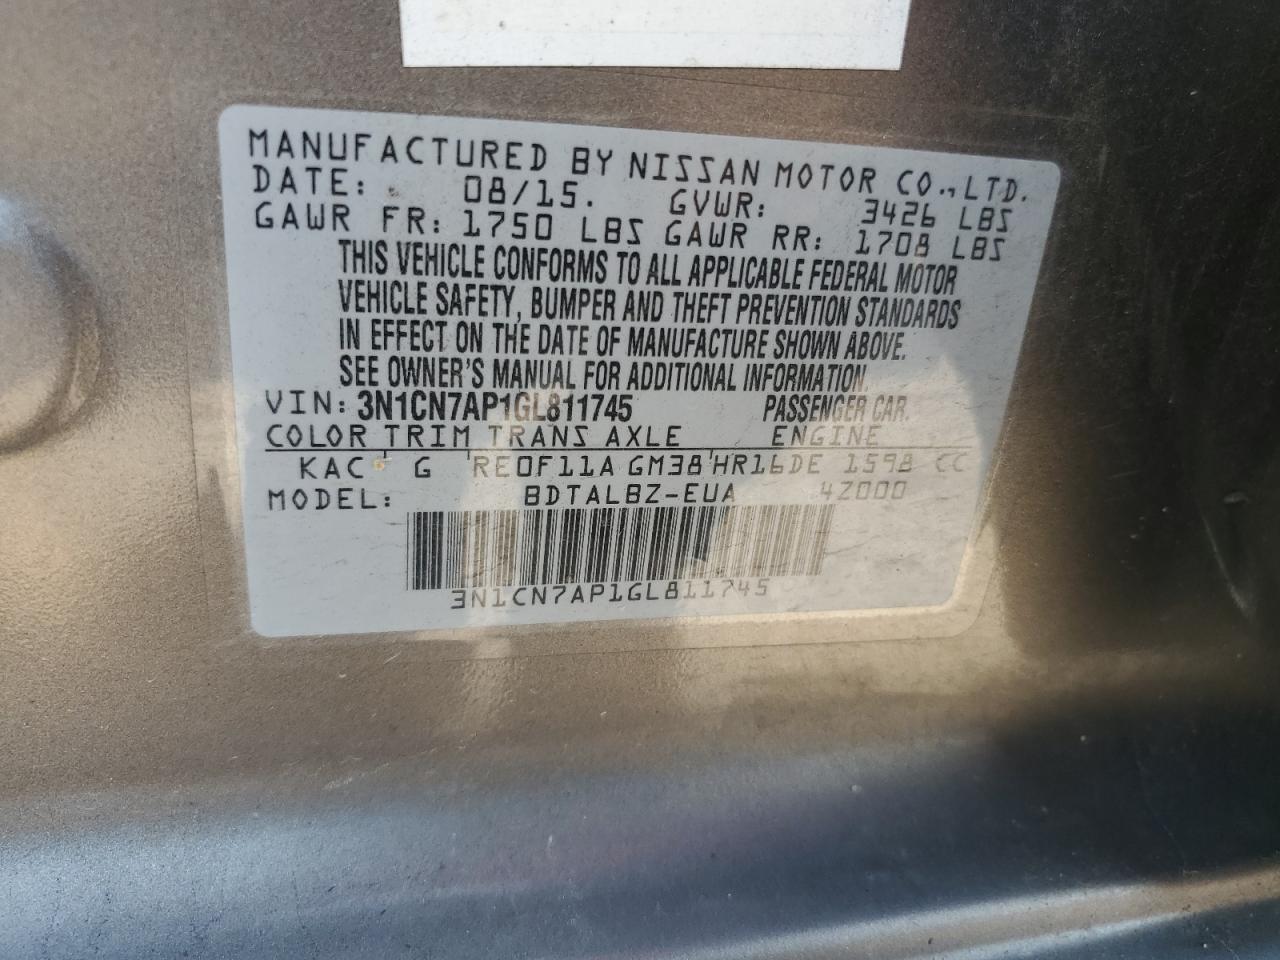 MANUFACTURED BY NISSAN MOTOR CO., LTD.
DATE: 08/15. GVWR: 3426 LBS
GAWR FR: 1750 LBS GAWR RR: 1708 LBS
THIS VEHICLE CONFORMS TO ALL APPLICABLE FEDERAL MOTOR
VEHICLE SAFETY, BUMPER AND THEFT PREVENTION STANDARDS
IN EFFECT ON THE DATE OF MANUFACTURE SHOWN ABOVE.
SEE OWNER'S MANUAL FOR ADDITIONAL INFORMATION.
VIN: 3N1CN7AP1GL811745 PASSENGER CAR.
COLOR TRIM TRANS AXLE ENGINE
KAC G RE0F11A GM38 HR16DE 1598 CC
MODEL: BDTALBZ-EUA 4Z000
3N1CN7AP1GL811745